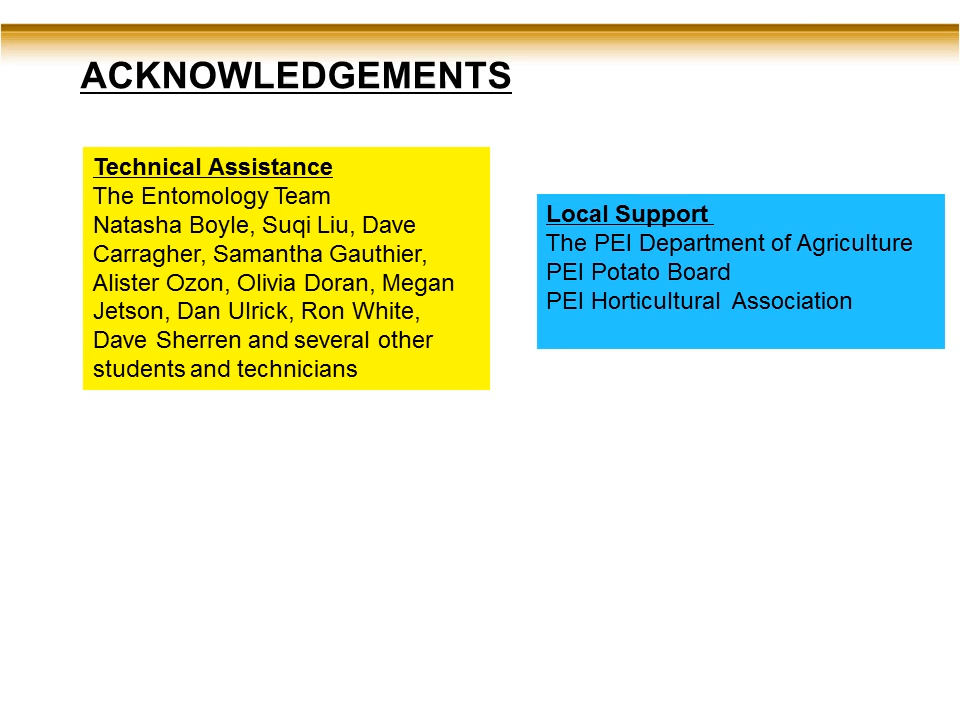 ACKNOWLEDGEMENTS
Technical Assistance
The Entomology Team
Natasha Boyle, Suqi Liu, Dave
Carragher, Samantha Gauthier,
Alister Ozon, Olivia Doran, Megan
Jetson, Dan Ulrick, Ron White,
Dave Sherren and several other
students and technicians
Local Support
The PEI Department of Agriculture
PEI Potato Board
PEI Horticultural  Association